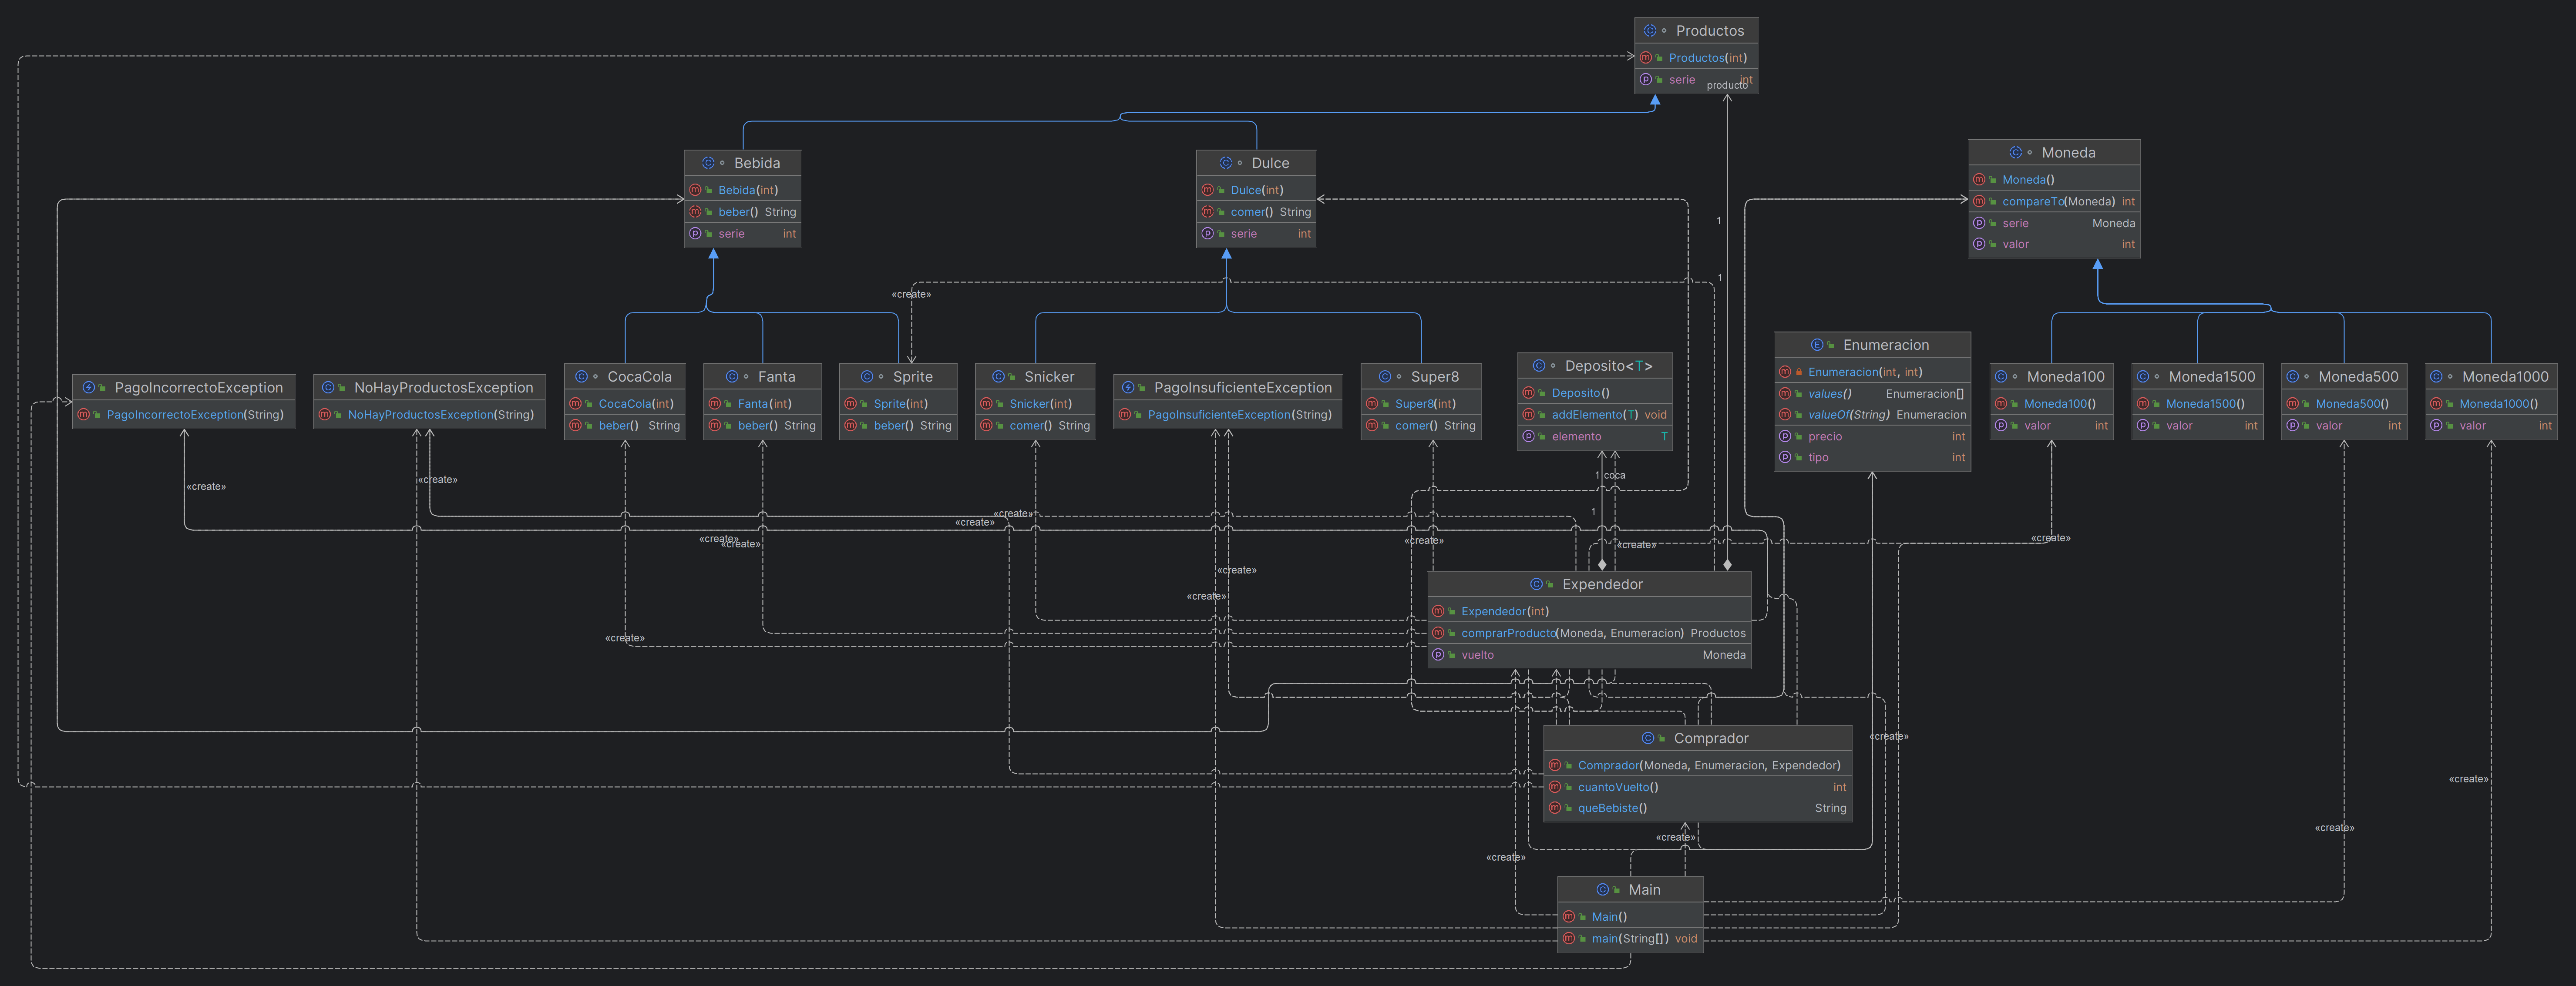 Productos
Productos(int)
serie int
producto
1
1
Bebida
Bebida(int)
beber() String
serie int
Dulce
Dulce(int)
comer() String
serie int
Moneda
Moneda()
compareTo(Moneda) int
serie Moneda
valor int
«create»
PagoIncorrectoException
PagoIncorrectoException(String)
NoHayProductosException
NoHayProductosException(String)
CocaCola
CocaCola(int)
beber() String
Fanta
Fanta(int)
beber() String
Sprite
Sprite(int)
beber() String
Snicker
Snicker(int)
comer() String
PagoInsuficienteException
PagoInsuficienteException(String)
Super8
Super8(int)
comer() String
Deposito<T>
Deposito()
addElemento(T) void
elemento T
Enumeracion
Enumeracion(int, int)
values() Enumeracion[]
valueOf(String) Enumeracion
precio int
tipo int
Moneda100
Moneda100()
valor int
Moneda1500
Moneda1500()
valor int
Moneda500
Moneda500()
valor int
Moneda1000
Moneda1000()
valor int
1 coca
1
«create»
«create»
«create»
«create»
«create»
«create»
«create»
«create»
«create»
«create»
«create»
«create»
Expendedor
Expendedor(int)
comprarProducto(Moneda, Enumeracion) Productos
vuelto Moneda
«create»
Comprador
Comprador(Moneda, Enumeracion, Expendedor)
cuantoVuelto() int
queBebiste() String
«create»
«create»
«create»
«create»
«create»
Main
Main()
main(String[]) void